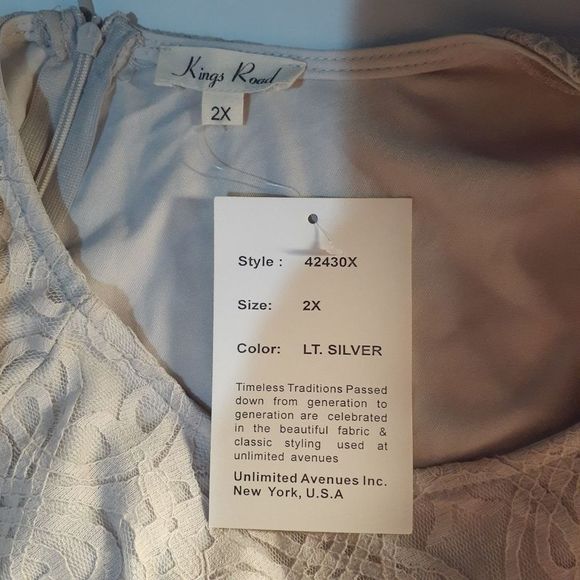 Kings Road
2X
Style : 42430X
Size: 2X
Color: LT. SILVER
Timeless Traditions Passed
down from generation to
generation are celebrated
in the beautiful fabric &
classic styling used at
unlimited avenues
Unlimited Avenues Inc.
New York, U.S.A